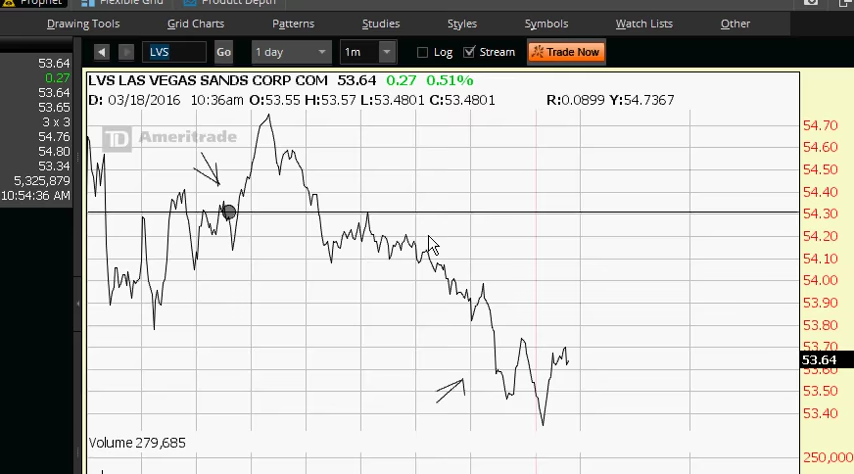 Prophet Flexible Grid Product Depth
Drawing Tools Grid Charts Patterns Studies Styles Symbols Watch Lists Other
LVS Go 1 day 1m Log Stream Trade Now
53.64
0.27
53.64
53.65
3 x 3
54.76
54.80
53.34
5,325,879
10:54:36 AM
LVS LAS VEGAS SANDS CORP COM 53.64 0.27 0.51%
D: 03/18/2016 10:36am O:53.55 H:53.57 L:53.4801 C:53.4801 R:0.0899 Y:54.7367
TD Ameritrade
54.70
54.60
54.50
54.40
54.30
54.20
54.10
54.00
53.90
53.80
53.70
53.64
53.60
53.50
53.40
Volume 279,685
250,000